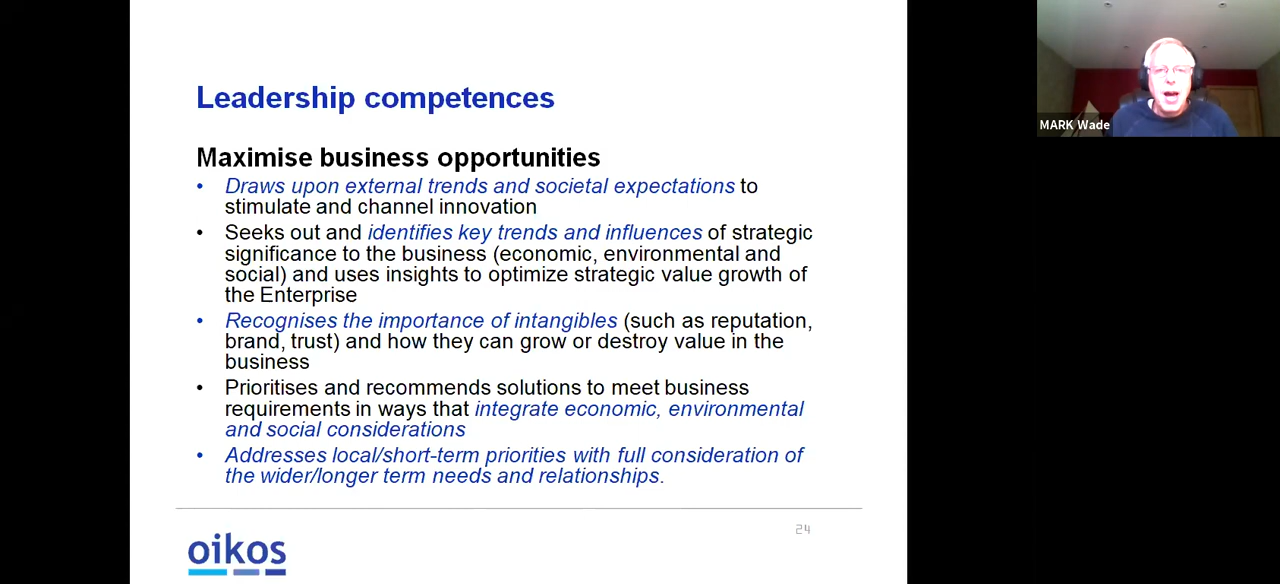 Leadership competences
Maximise business opportunities
• Draws upon external trends and societal expectations to
stimulate and channel innovation
• Seeks out and identifies key trends and influences of strategic
significance to the business (economic, environmental and
social) and uses insights to optimize strategic value growth of
the Enterprise
• Recognises the importance of intangibles (such as reputation,
brand, trust) and how they can grow or destroy value in the
business
• Prioritises and recommends solutions to meet business
requirements in ways that integrate economic, environmental
and social considerations
• Addresses local/short-term priorities with full consideration of
the wider/longer term needs and relationships.
24
oikos
MARK Wade